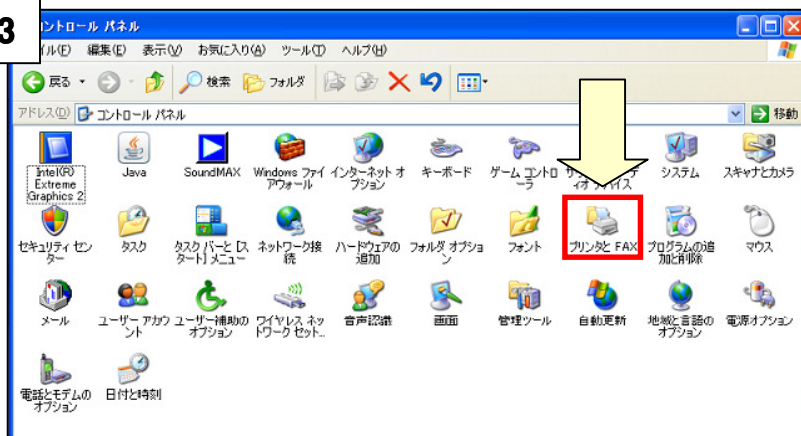 3
ントロール パネル
イル(F) 編集(E) 表示(V) お気に入り(A) ツール(T) ヘルプ(H)
戻る 検索 フォルダ
アドレス(D) コントロール パネル 移動
Intel(R) Extreme Graphics 2
Java
SoundMAX
Windows ファイアウォール
インターネット オプション
キーボード
ゲーム コントローラ
システム
スキャナとカメラ
セキュリティ センター
タスク
タスク バーと [スタート] メニュー
ネットワーク接続
ハードウェアの追加
フォルダ オプション
フォント
プリンタと FAX
プログラムの追加と削除
マウス
メール
ユーザー アカウント
ユーザー補助のオプション
ワイヤレス ネットワーク セット...
音声認識
画面
管理ツール
自動更新
地域と言語のオプション
電源オプション
電話とモデムのオプション
日付と時刻